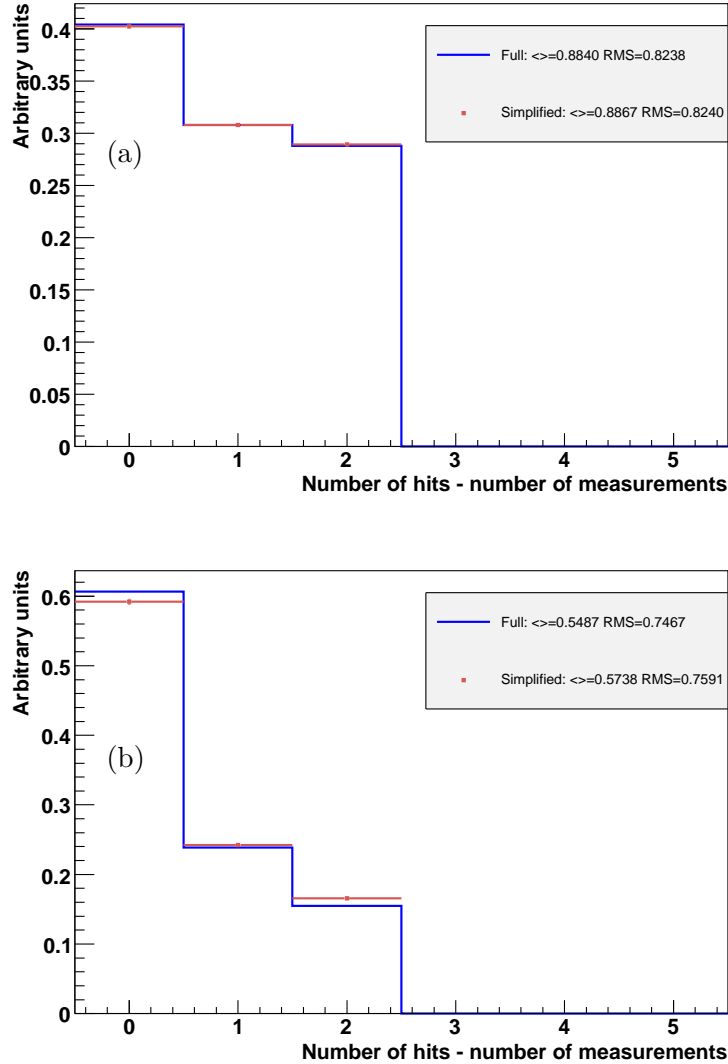 Arbitrary units
0.4
0.35
0.3
0.25
0.2
0.15
0.1
0.05
0
Full: <>=0.8840 RMS=0.8238
Simplified: <>=0.8867 RMS=0.8240
(a)
0 1 2 3 4 5
Number of hits - number of measurements
Arbitrary units
0.6
0.5
0.4
0.3
0.2
0.1
0
Full: <>=0.5487 RMS=0.7467
Simplified: <>=0.5738 RMS=0.7591
(b)
0 1 2 3 4 5
Number of hits - number of measurements